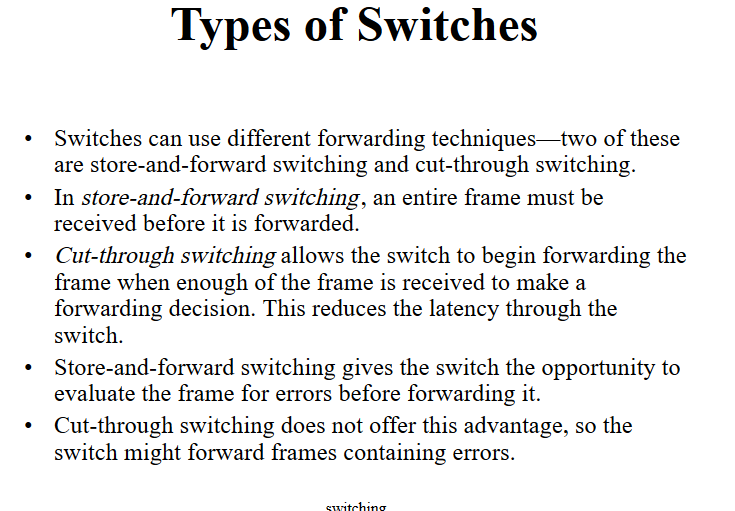 Types of Switches
• Switches can use different forwarding techniques—two of these
are store-and-forward switching and cut-through switching.
• In store-and-forward switching, an entire frame must be
received before it is forwarded.
• Cut-through switching allows the switch to begin forwarding the
frame when enough of the frame is received to make a
forwarding decision. This reduces the latency through the
switch.
• Store-and-forward switching gives the switch the opportunity to
evaluate the frame for errors before forwarding it.
• Cut-through switching does not offer this advantage, so the
switch might forward frames containing errors.
switching